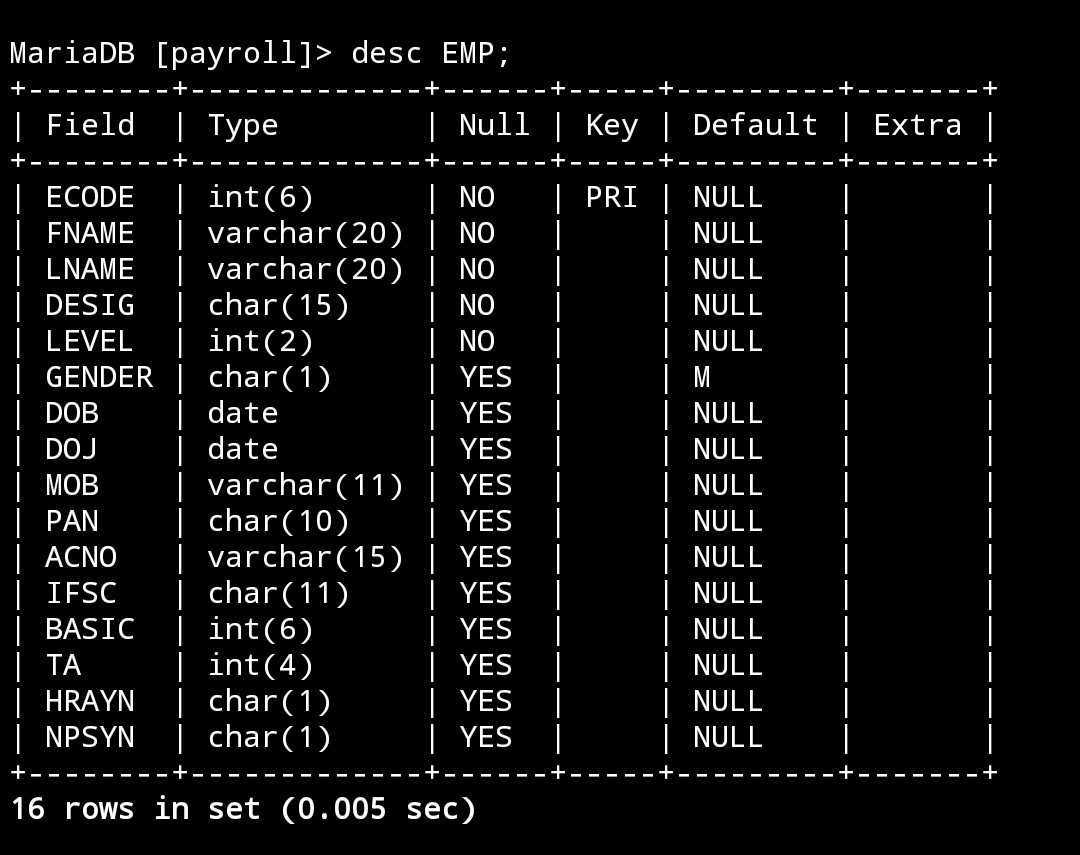 MariaDB [payroll]> desc EMP;
+--------+-------------+------+-----+---------+-------+
| Field  | Type        | Null | Key | Default | Extra |
+--------+-------------+------+-----+---------+-------+
| ECODE  | int(6)      | NO   | PRI | NULL    |       |
| FNAME  | varchar(20) | NO   |     | NULL    |       |
| LNAME  | varchar(20) | NO   |     | NULL    |       |
| DESIG  | char(15)    | NO   |     | NULL    |       |
| LEVEL  | int(2)      | NO   |     | NULL    |       |
| GENDER | char(1)     | YES  |     | M       |       |
| DOB    | date        | YES  |     | NULL    |       |
| DOJ    | date        | YES  |     | NULL    |       |
| MOB    | varchar(11) | YES  |     | NULL    |       |
| PAN    | char(10)    | YES  |     | NULL    |       |
| ACNO   | varchar(15) | YES  |     | NULL    |       |
| IFSC   | char(11)    | YES  |     | NULL    |       |
| BASIC  | int(6)      | YES  |     | NULL    |       |
| TA     | int(4)      | YES  |     | NULL    |       |
| HRAYN  | char(1)     | YES  |     | NULL    |       |
| NPSYN  | char(1)     | YES  |     | NULL    |       |
+--------+-------------+------+-----+---------+-------+
16 rows in set (0.005 sec)